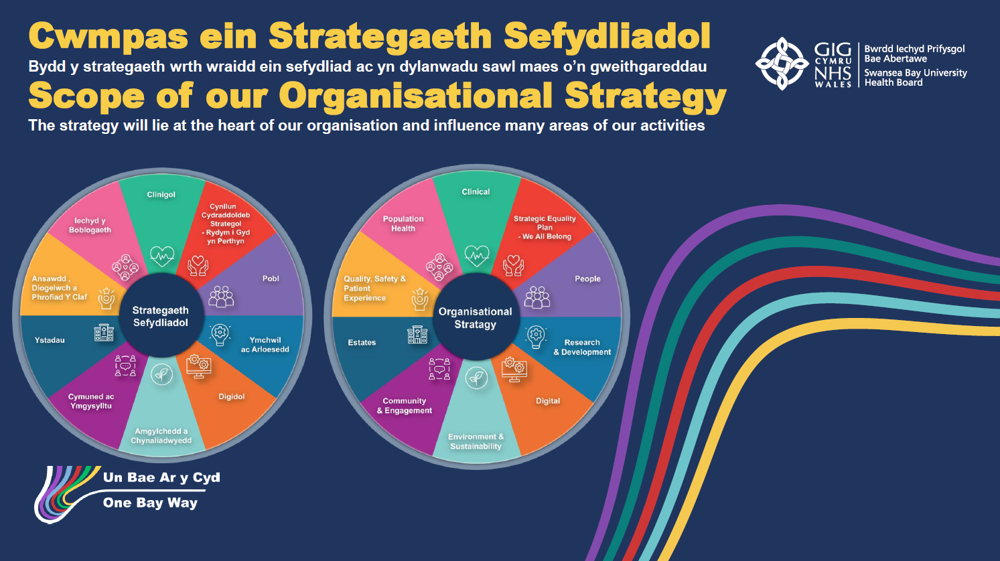 Cwmpas ein Strategaeth Sefydliadol
Bydd y strategaeth wrth wraidd ein sefydliad ac yn dylanwadu sawl maes o'n gweithgareddau
Scope of our Organisational Strategy
The strategy will lie at the heart of our organisation and influence many areas of our activities
GIG
CYMRU
NHS
WALES
Bwrdd Iechyd Prifysgol
Bae Abertawe
Swansea Bay University
Health Board
Clinigol
Cynllun
Cydraddoldeb
Strategol
- Rydym i Gyd
yn Perthyn
Pobl
Ymchwil
ac Arloesedd
Digidol
Amgylchedd a
Chynaliadwyedd
Cymuned ac
Ymgysylltu
Ystadau
Ansawdd ,
Diogelwch a
Phrofiad Y Claf
Iechyd y
Boblogaeth
Strategaeth
Sefydliadol
Clinical
Strategic Equality
Plan
- We All Belong
People
Research
& Development
Digital
Environment &
Sustainability
Community
& Engagement
Estates
Quality, Safety &
Patient
Experience
Population
Health
Organisational
Stratagy
Un Bae Ar y Cyd
One Bay Way